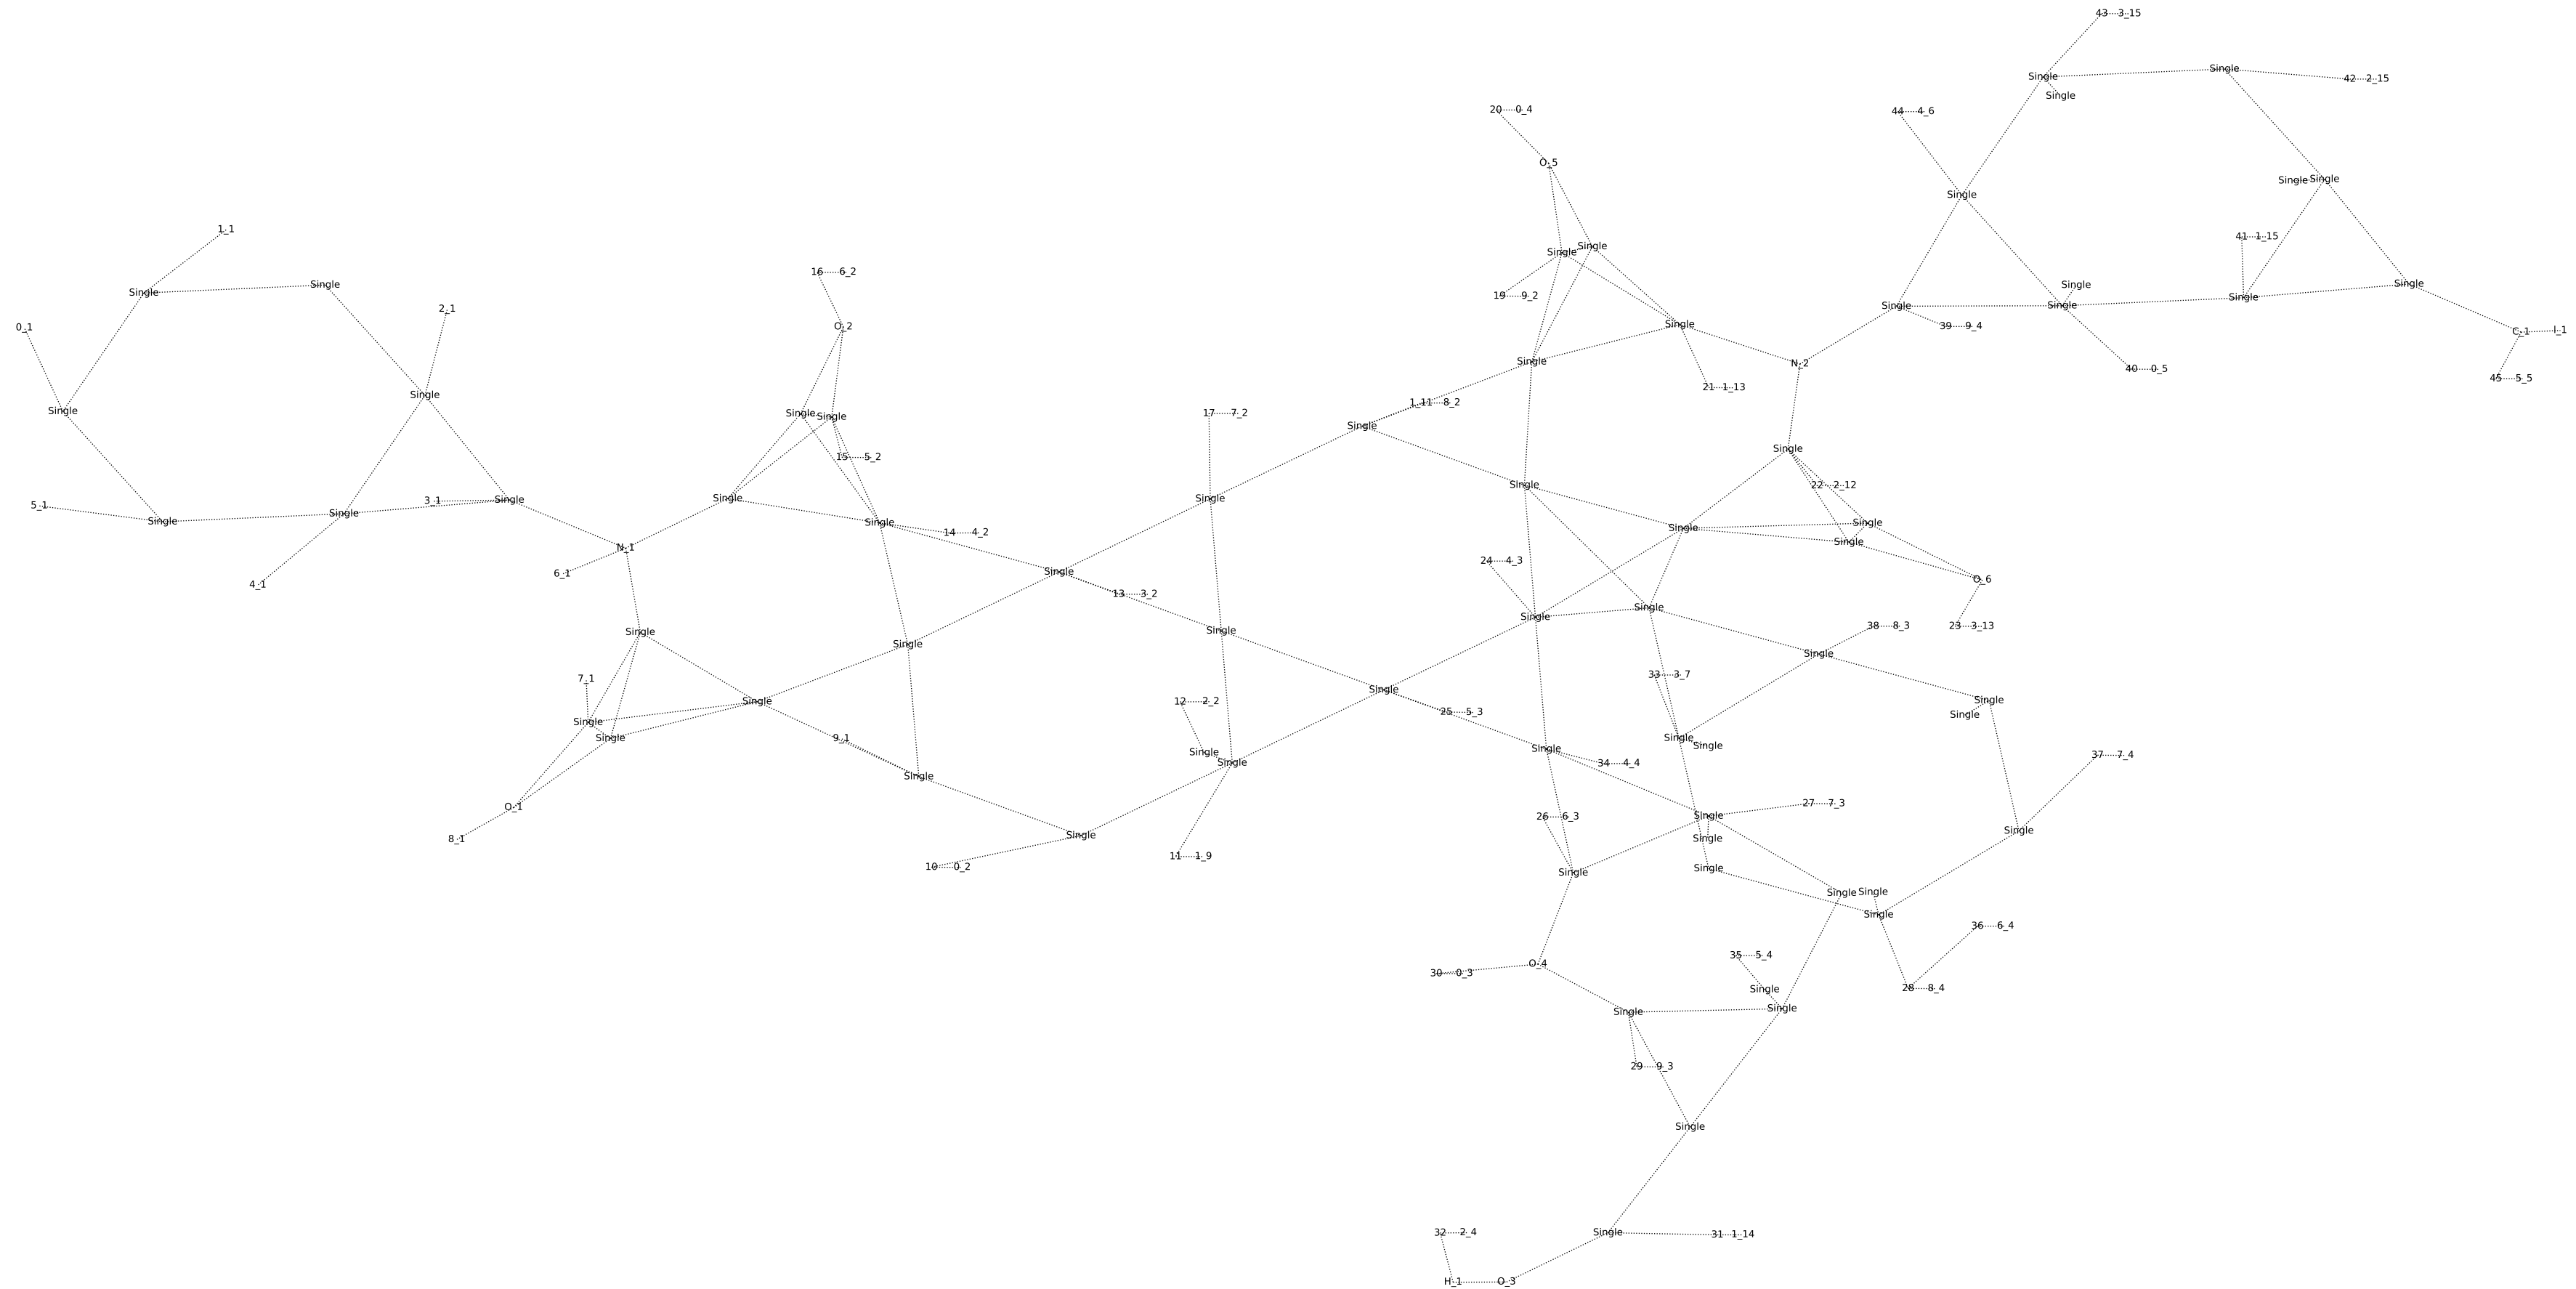 43 3_15
Single Single 42 2_15
Single
20 0_4 44 4_6
O_5
Single Single
Single
1_1
41 1_15
Single Single
16 6_2
Single Single Single
Single
19 9_2
Single Single
2_1
0_1 O_2 Single 39 9_4 C_1 I_1
Single N_2
40 0_5
45 5_5
21 1_13
Single
1_11 8_2
Single Single Single 17 7_2
Single
Single
15 5_2 Single 22 2_12
3_1 Single Single Single
5_1 Single Single Single Single Single
14 4_2 Single
24 4_3
N_1
6_1 Single O_6
4_1 13 3_2 Single
Single 23 3_13
Single Single 38 8_3
Single Single
7_1 33 3_7
Single
Single 12 2_2 Single
Single 25 5_3 Single
Single 9_1 Single Single
Single Single 37 7_4
Single 34 4_4
Single
O_1 27 7_3
8_1 Single 26 6_3 Single Single
Single
10 0_2 11 1_9 Single Single
Single Single
Single
36 6_4
35 5_4
30 0_3 O_4
Single 28 8_4
Single Single
29 9_3
Single
32 2_4 Single 31 1_14
H_1 O_3